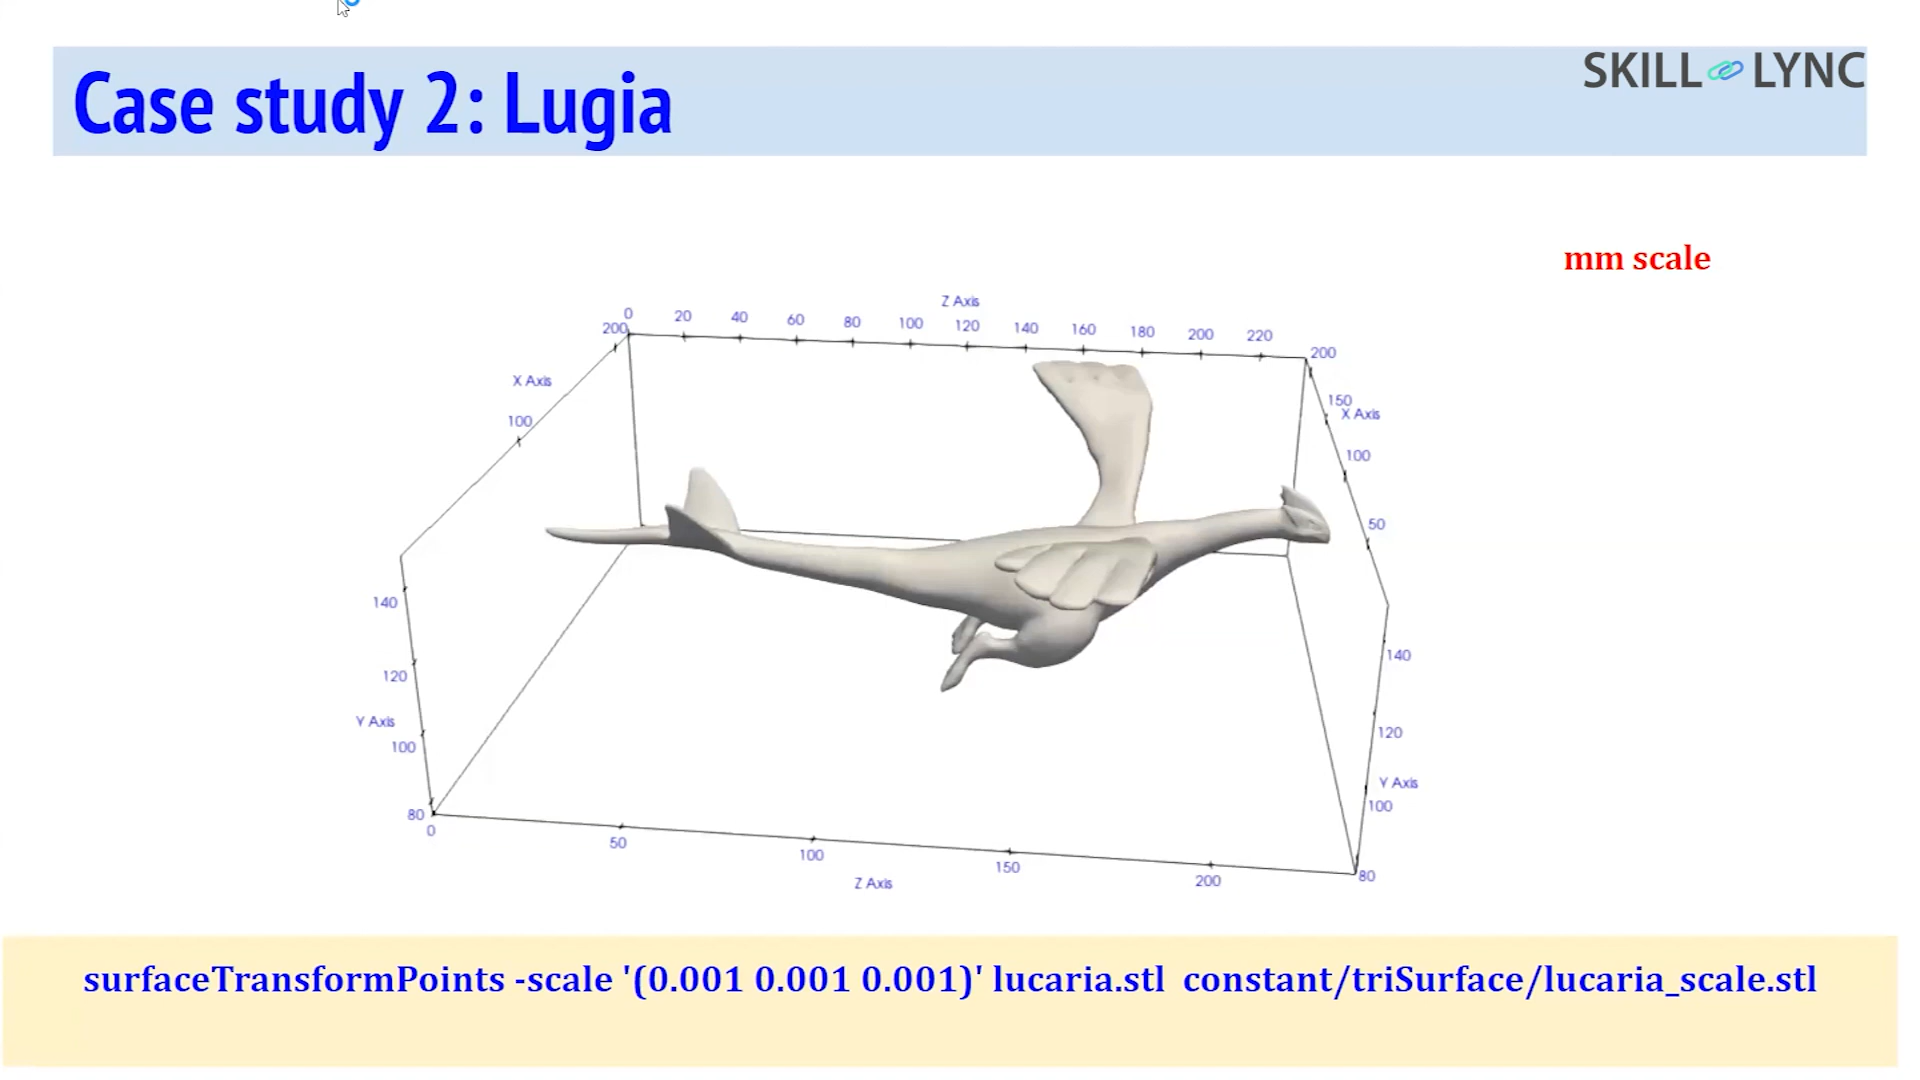 SKILL LYNC
Case study 2: Lugia
mm scale
Z Axis
0 20 40 60 80 100 120 140 160 180 200 220
200
200
X Axis
150
X Axis
100
100
50
140
140
120
120
Y Axis
100
Y Axis
100
80
0
50
100
150
200
80
Z Axis
surfaceTransformPoints -scale '(0.001 0.001 0.001)' lucaria.stl constant/triSurface/lucaria_scale.stl